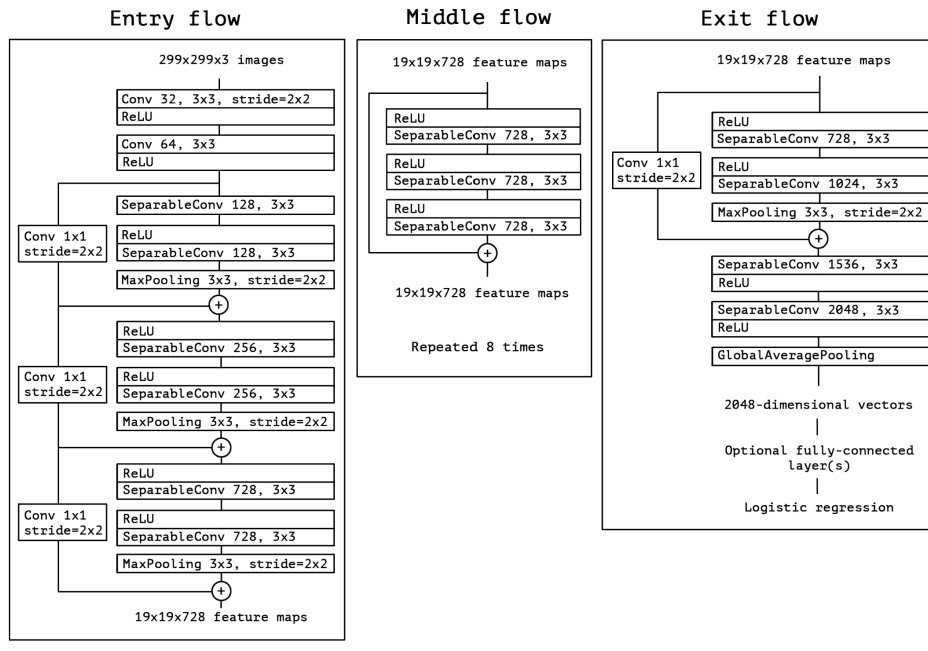 Entry flow
299x299x3 images
Conv 32, 3x3, stride=2x2
ReLU
Conv 64, 3x3
ReLU
SeparableConv 128, 3x3
Conv 1x1
stride=2x2
ReLU
SeparableConv 128, 3x3
MaxPooling 3x3, stride=2x2
+
ReLU
SeparableConv 256, 3x3
Conv 1x1
stride=2x2
ReLU
SeparableConv 256, 3x3
MaxPooling 3x3, stride=2x2
+
ReLU
SeparableConv 728, 3x3
Conv 1x1
stride=2x2
ReLU
SeparableConv 728, 3x3
MaxPooling 3x3, stride=2x2
+
19x19x728 feature maps
Middle flow
19x19x728 feature maps
ReLU
SeparableConv 728, 3x3
ReLU
SeparableConv 728, 3x3
ReLU
SeparableConv 728, 3x3
+
19x19x728 feature maps
Repeated 8 times
Exit flow
19x19x728 feature maps
ReLU
SeparableConv 728, 3x3
Conv 1x1
stride=2x2
ReLU
SeparableConv 1024, 3x3
MaxPooling 3x3, stride=2x2
+
SeparableConv 1536, 3x3
ReLU
SeparableConv 2048, 3x3
ReLU
GlobalAveragePooling
2048-dimensional vectors
Optional fully-connected
layer(s)
Logistic regression